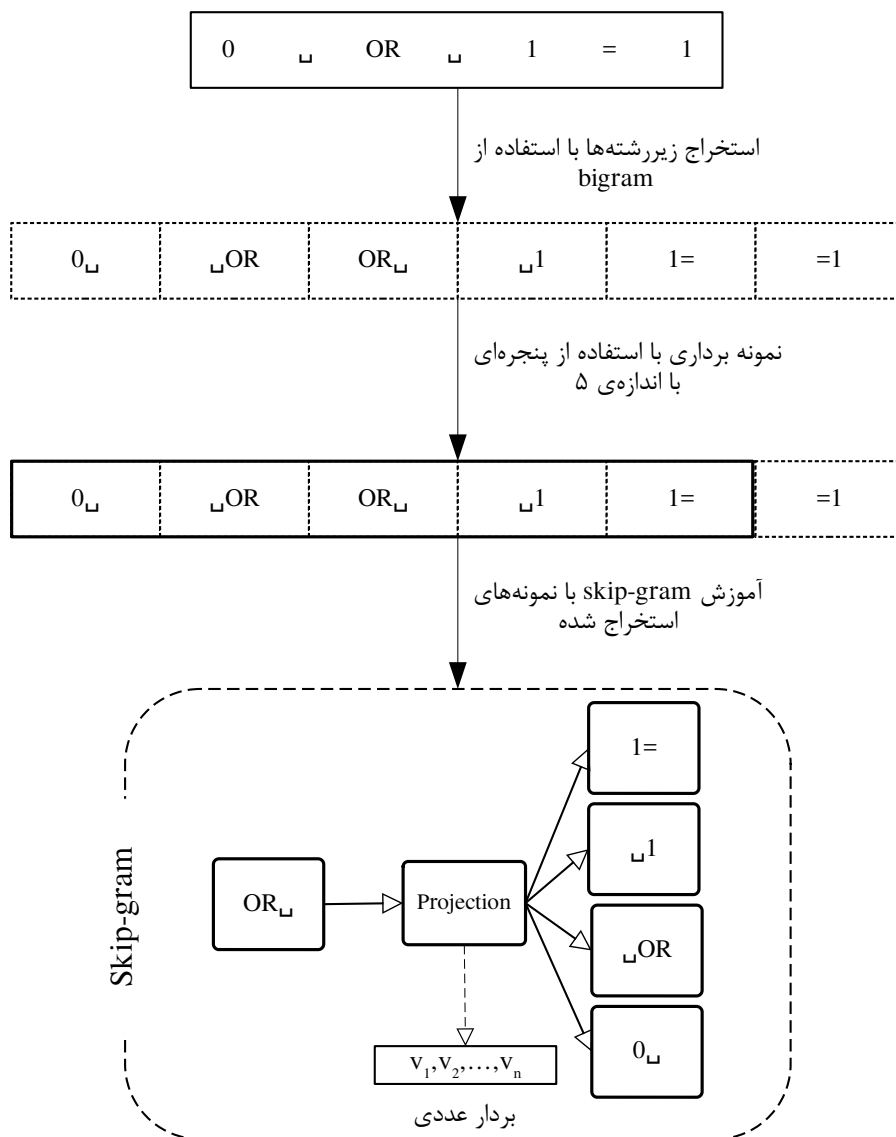 0 ␣ OR ␣ 1 = 1
استخراج زیررشته‌ها با استفاده از
bigram
0␣ ␣OR OR␣ ␣1 1= =1
نمونه برداری با استفاده از پنجره‌ای
با اندازه‌ی ۵
0␣ ␣OR OR␣ ␣1 1= =1
آموزش skip-gram با نمونه‌های
استخراج شده
Skip-gram
OR␣
Projection
1=
␣1
␣OR
0␣
v₁,v₂,…,vₙ
بردار عددی